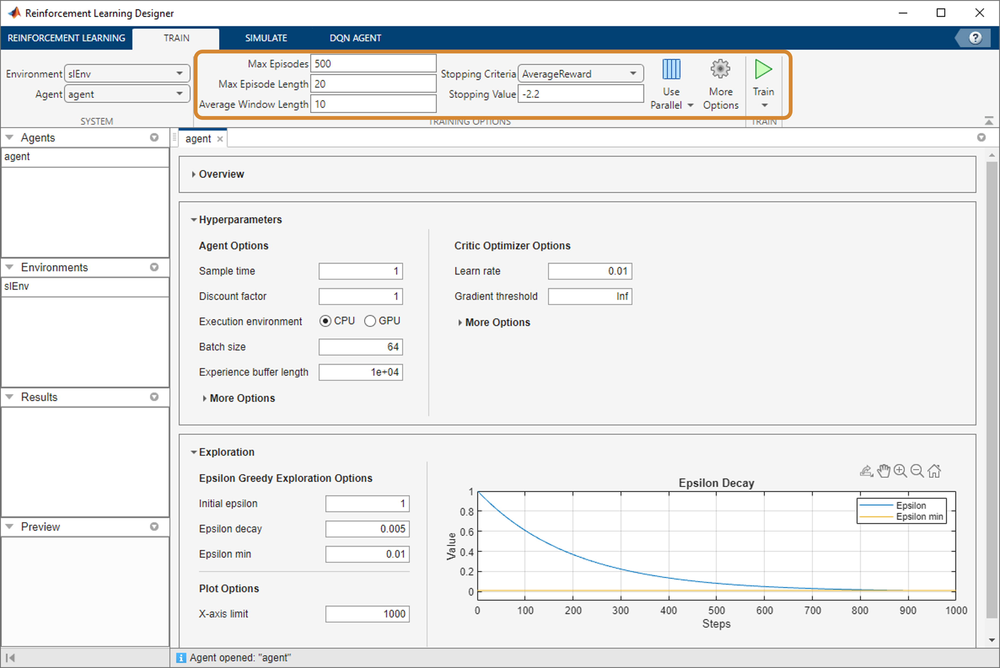 Reinforcement Learning Designer
REINFORCEMENT LEARNING TRAIN SIMULATE DQN AGENT ?
Environment slEnv
Agent agent
SYSTEM
Max Episodes 500
Max Episode Length 20
Average Window Length 10
Stopping Criteria AverageReward
Stopping Value -2.2
Use Parallel
More Options
TRAINING OPTIONS
Train
TRAIN
Agents
agent
Environments
slEnv
Results
Preview
agent
Overview
Hyperparameters
Agent Options
Sample time 1
Discount factor 1
Execution environment CPU GPU
Batch size 64
Experience buffer length 1e+04
More Options
Critic Optimizer Options
Learn rate 0.01
Gradient threshold Inf
More Options
Exploration
Epsilon Greedy Exploration Options
Initial epsilon 1
Epsilon decay 0.005
Epsilon min 0.01
Plot Options
X-axis limit 1000
Epsilon Decay
Epsilon
Epsilon min
Value
1
0.8
0.6
0.4
0.2
0
0 100 200 300 400 500 600 700 800 900 1000
Steps
Agent opened: "agent"